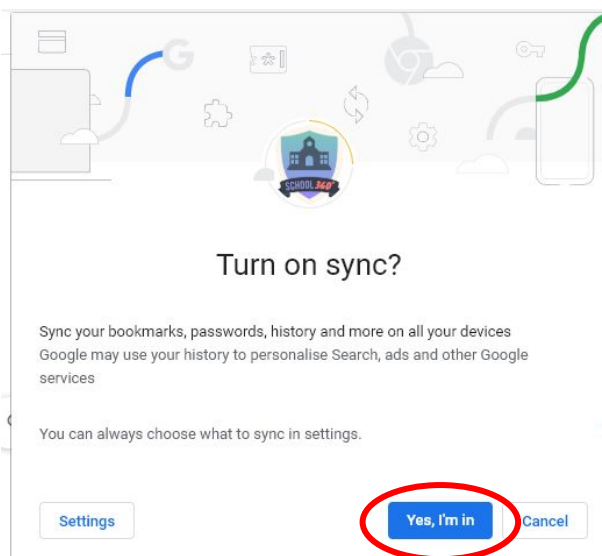 G
SCHOOL 360°
Turn on sync?
Sync your bookmarks, passwords, history and more on all your devices
Google may use your history to personalise Search, ads and other Google
services
You can always choose what to sync in settings.
Settings
Yes, I'm in
Cancel